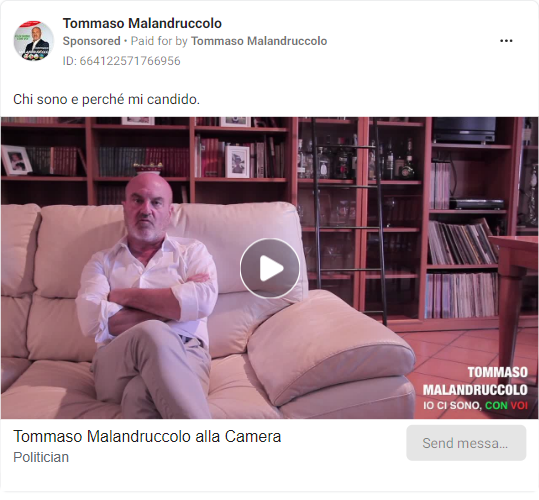 Tommaso Malandruccolo
Sponsored • Paid for by Tommaso Malandruccolo
ID: 664122571766956
Chi sono e perché mi candido.
TOMMASO
MALANDRUCCOLO
IO CI SONO, CON VOI
Tommaso Malandruccolo alla Camera
Politician
Send messa...